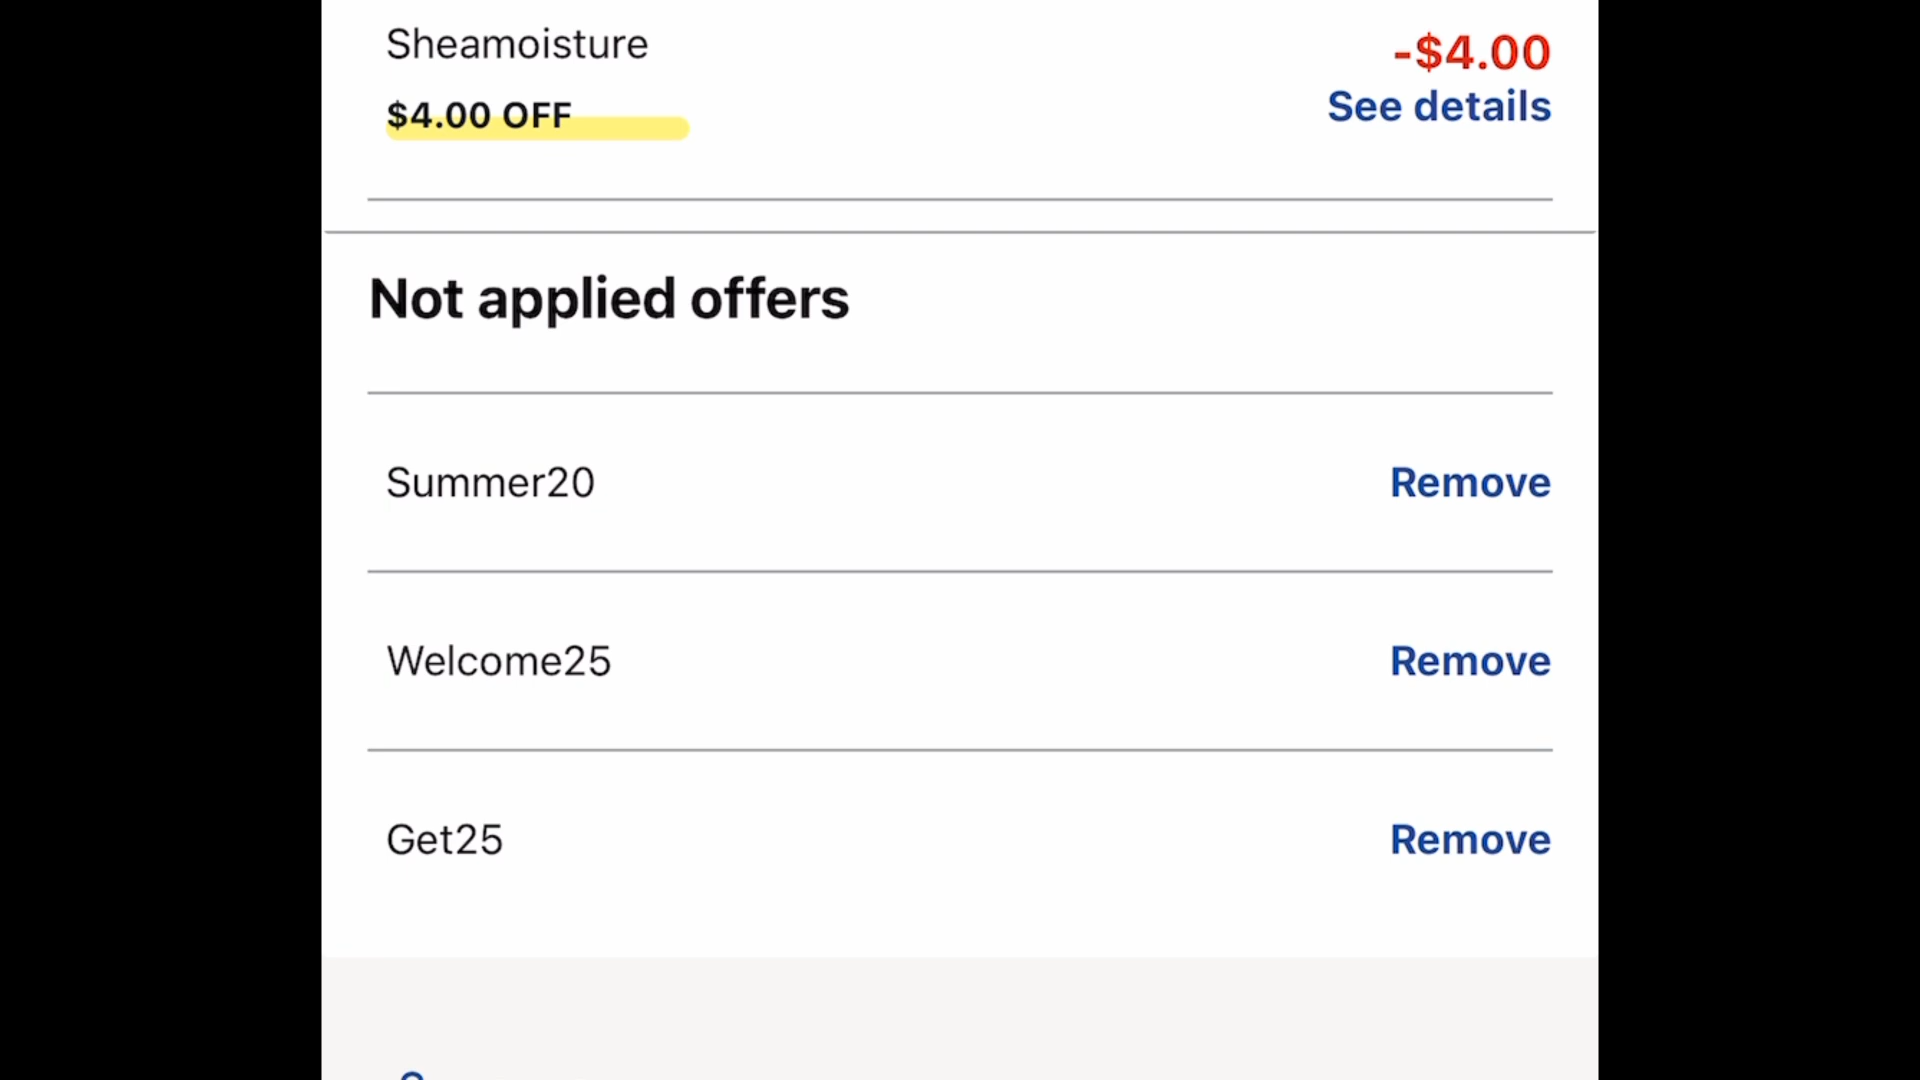 Sheamoisture
-$4.00
$4.00 OFF
See details
Not applied offers
Summer20
Remove
Welcome25
Remove
Get25
Remove